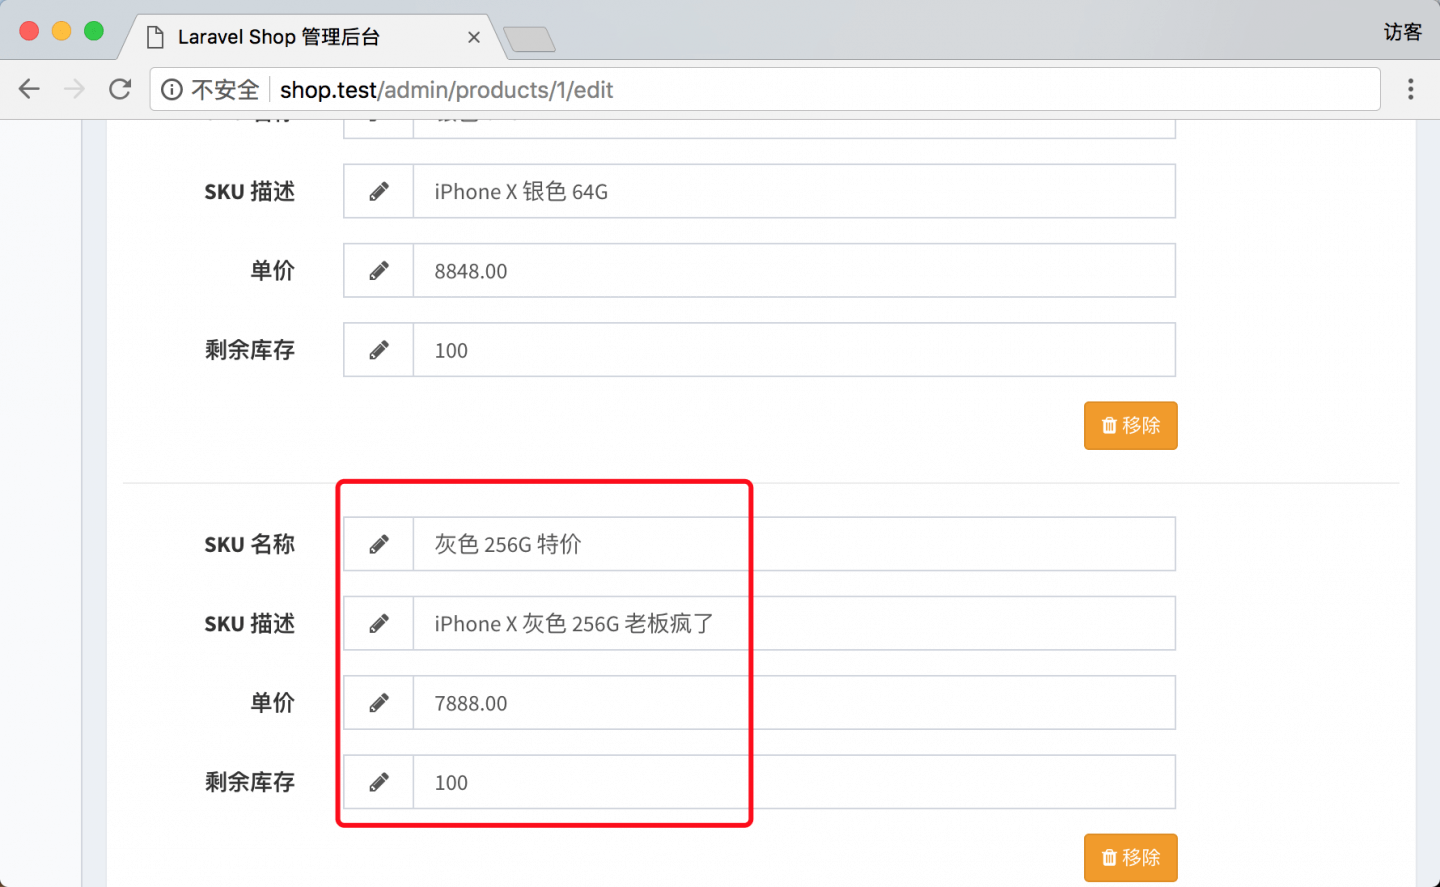 Laravel Shop 管理后台
访客
不安全 shop.test/admin/products/1/edit
SKU 描述 iPhone X 银色 64G
单价 8848.00
剩余库存 100
移除
SKU 名称 灰色 256G 特价
SKU 描述 iPhone X 灰色 256G 老板疯了
单价 7888.00
剩余库存 100
移除